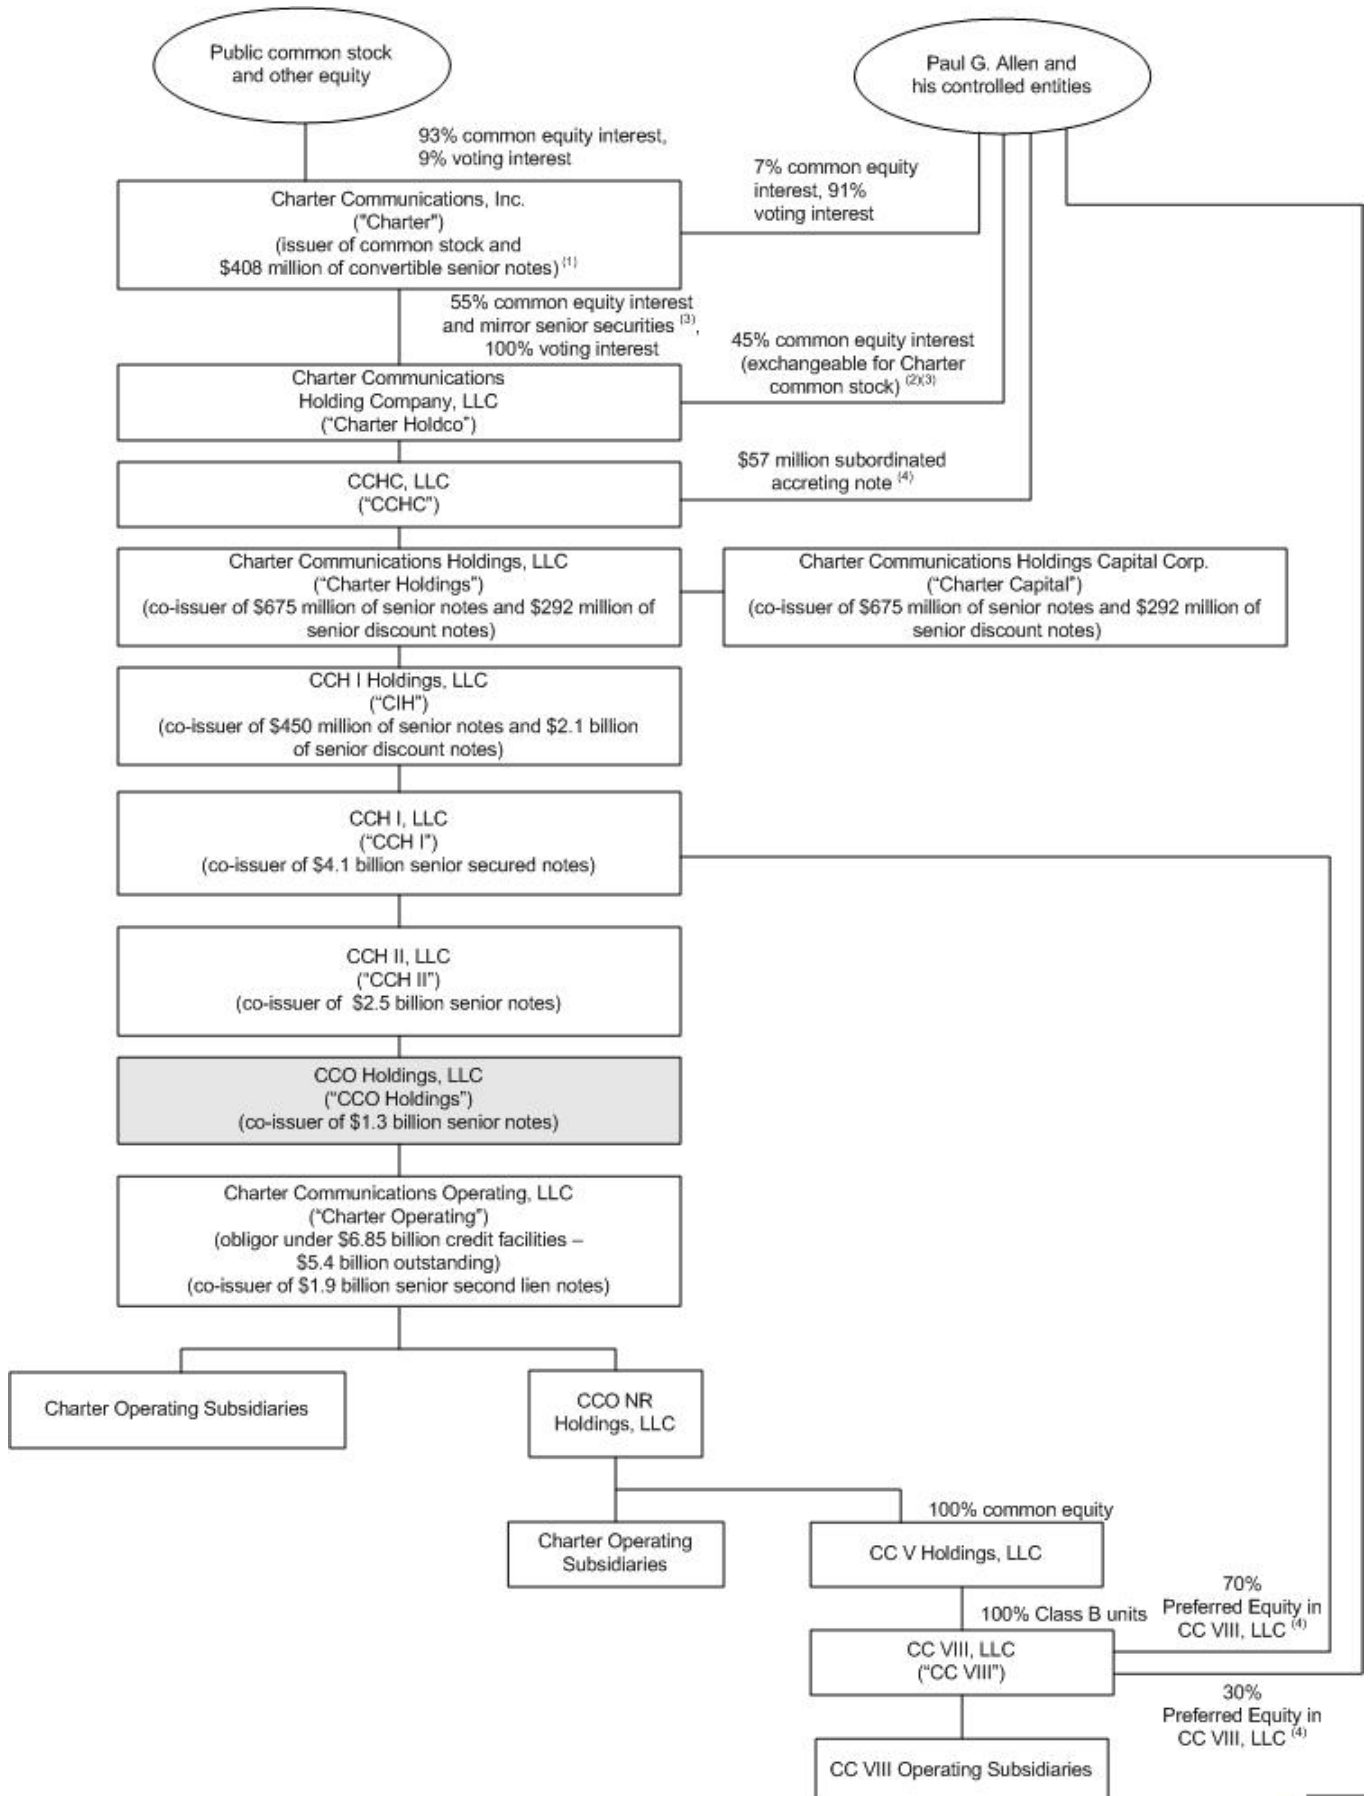 Public common stock
and other equity
Paul G. Allen and
his controlled entities
93% common equity interest,
9% voting interest
7% common equity
interest, 91%
voting interest
Charter Communications, Inc.
("Charter")
(issuer of common stock and
$408 million of convertible senior notes) (1)
55% common equity interest
and mirror senior securities (3),
100% voting interest
45% common equity interest
(exchangeable for Charter
common stock) (2)(3)
Charter Communications
Holding Company, LLC
(“Charter Holdco”)
$57 million subordinated
accreting note (4)
CCHC, LLC
(“CCHC”)
Charter Communications Holdings, LLC
(“Charter Holdings”)
(co-issuer of $675 million of senior notes and $292 million of
senior discount notes)
Charter Communications Holdings Capital Corp.
(“Charter Capital”)
(co-issuer of $675 million of senior notes and $292 million of
senior discount notes)
CCH I Holdings, LLC
(“CIH”)
(co-issuer of $450 million of senior notes and $2.1 billion
of senior discount notes)
CCH I, LLC
(“CCH I”)
(co-issuer of $4.1 billion senior secured notes)
CCH II, LLC
(“CCH II”)
(co-issuer of  $2.5 billion senior notes)
CCO Holdings, LLC
(“CCO Holdings”)
(co-issuer of $1.3 billion senior notes)
Charter Communications Operating, LLC
(“Charter Operating”)
(obligor under $6.85 billion credit facilities –
$5.4 billion outstanding)
(co-issuer of $1.9 billion senior second lien notes)
Charter Operating Subsidiaries
CCO NR
Holdings, LLC
Charter Operating
Subsidiaries
100% common equity
CC V Holdings, LLC
100% Class B units
70%
Preferred Equity in
CC VIII, LLC (4)
CC VIII, LLC
(“CC VIII”)
30%
Preferred Equity in
CC VIII, LLC (4)
CC VIII Operating Subsidiaries